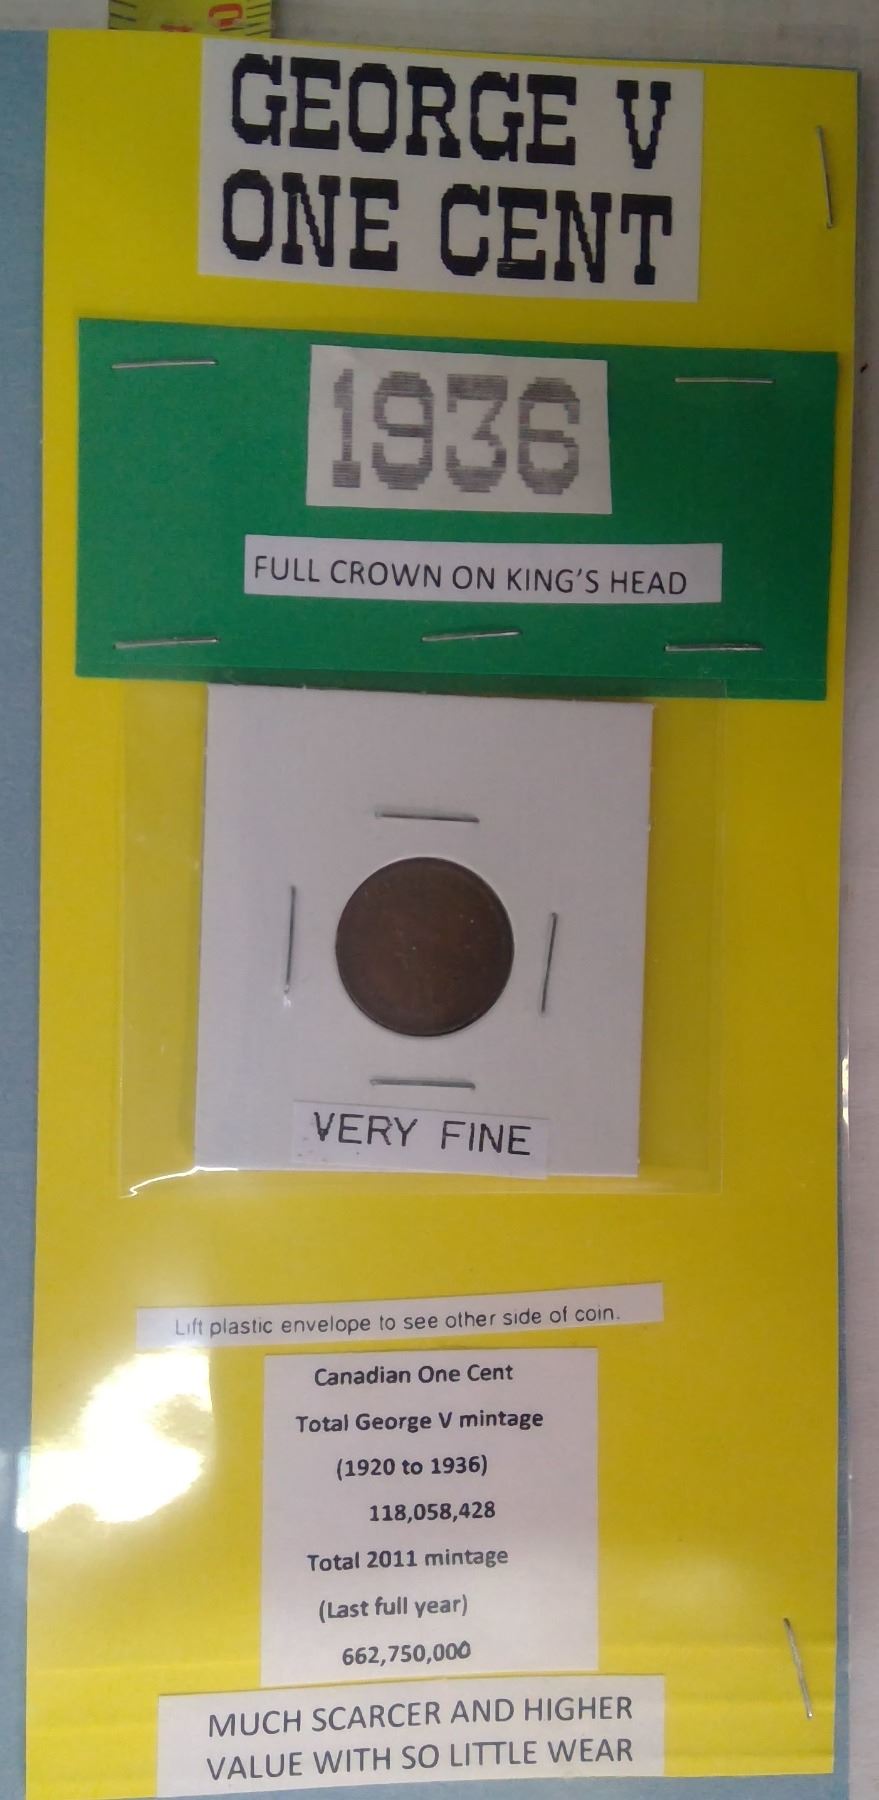 GEORGE V
ONE CENT
1936
FULL CROWN ON KING'S HEAD
VERY FINE
Lift plastic envelope to see other side of coin.
Canadian One Cent
Total George V mintage
(1920 to 1936)
118,058,428
Total 2011 mintage
(Last full year)
662,750,000
MUCH SCARCER AND HIGHER
VALUE WITH SO LITTLE WEAR